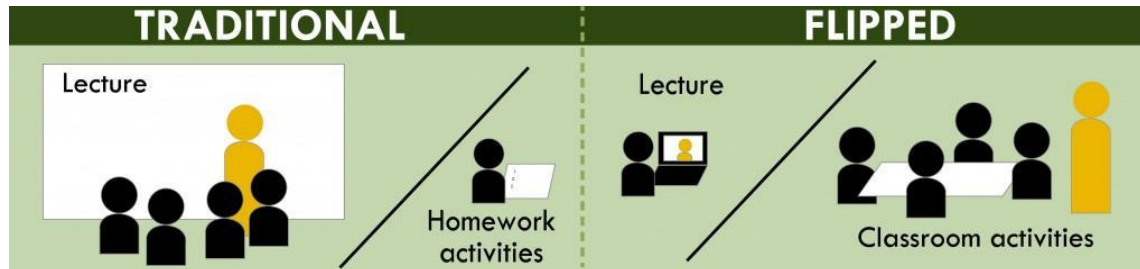 TRADITIONAL
Lecture
Homework
activities
FLIPPED
Lecture
Classroom activities